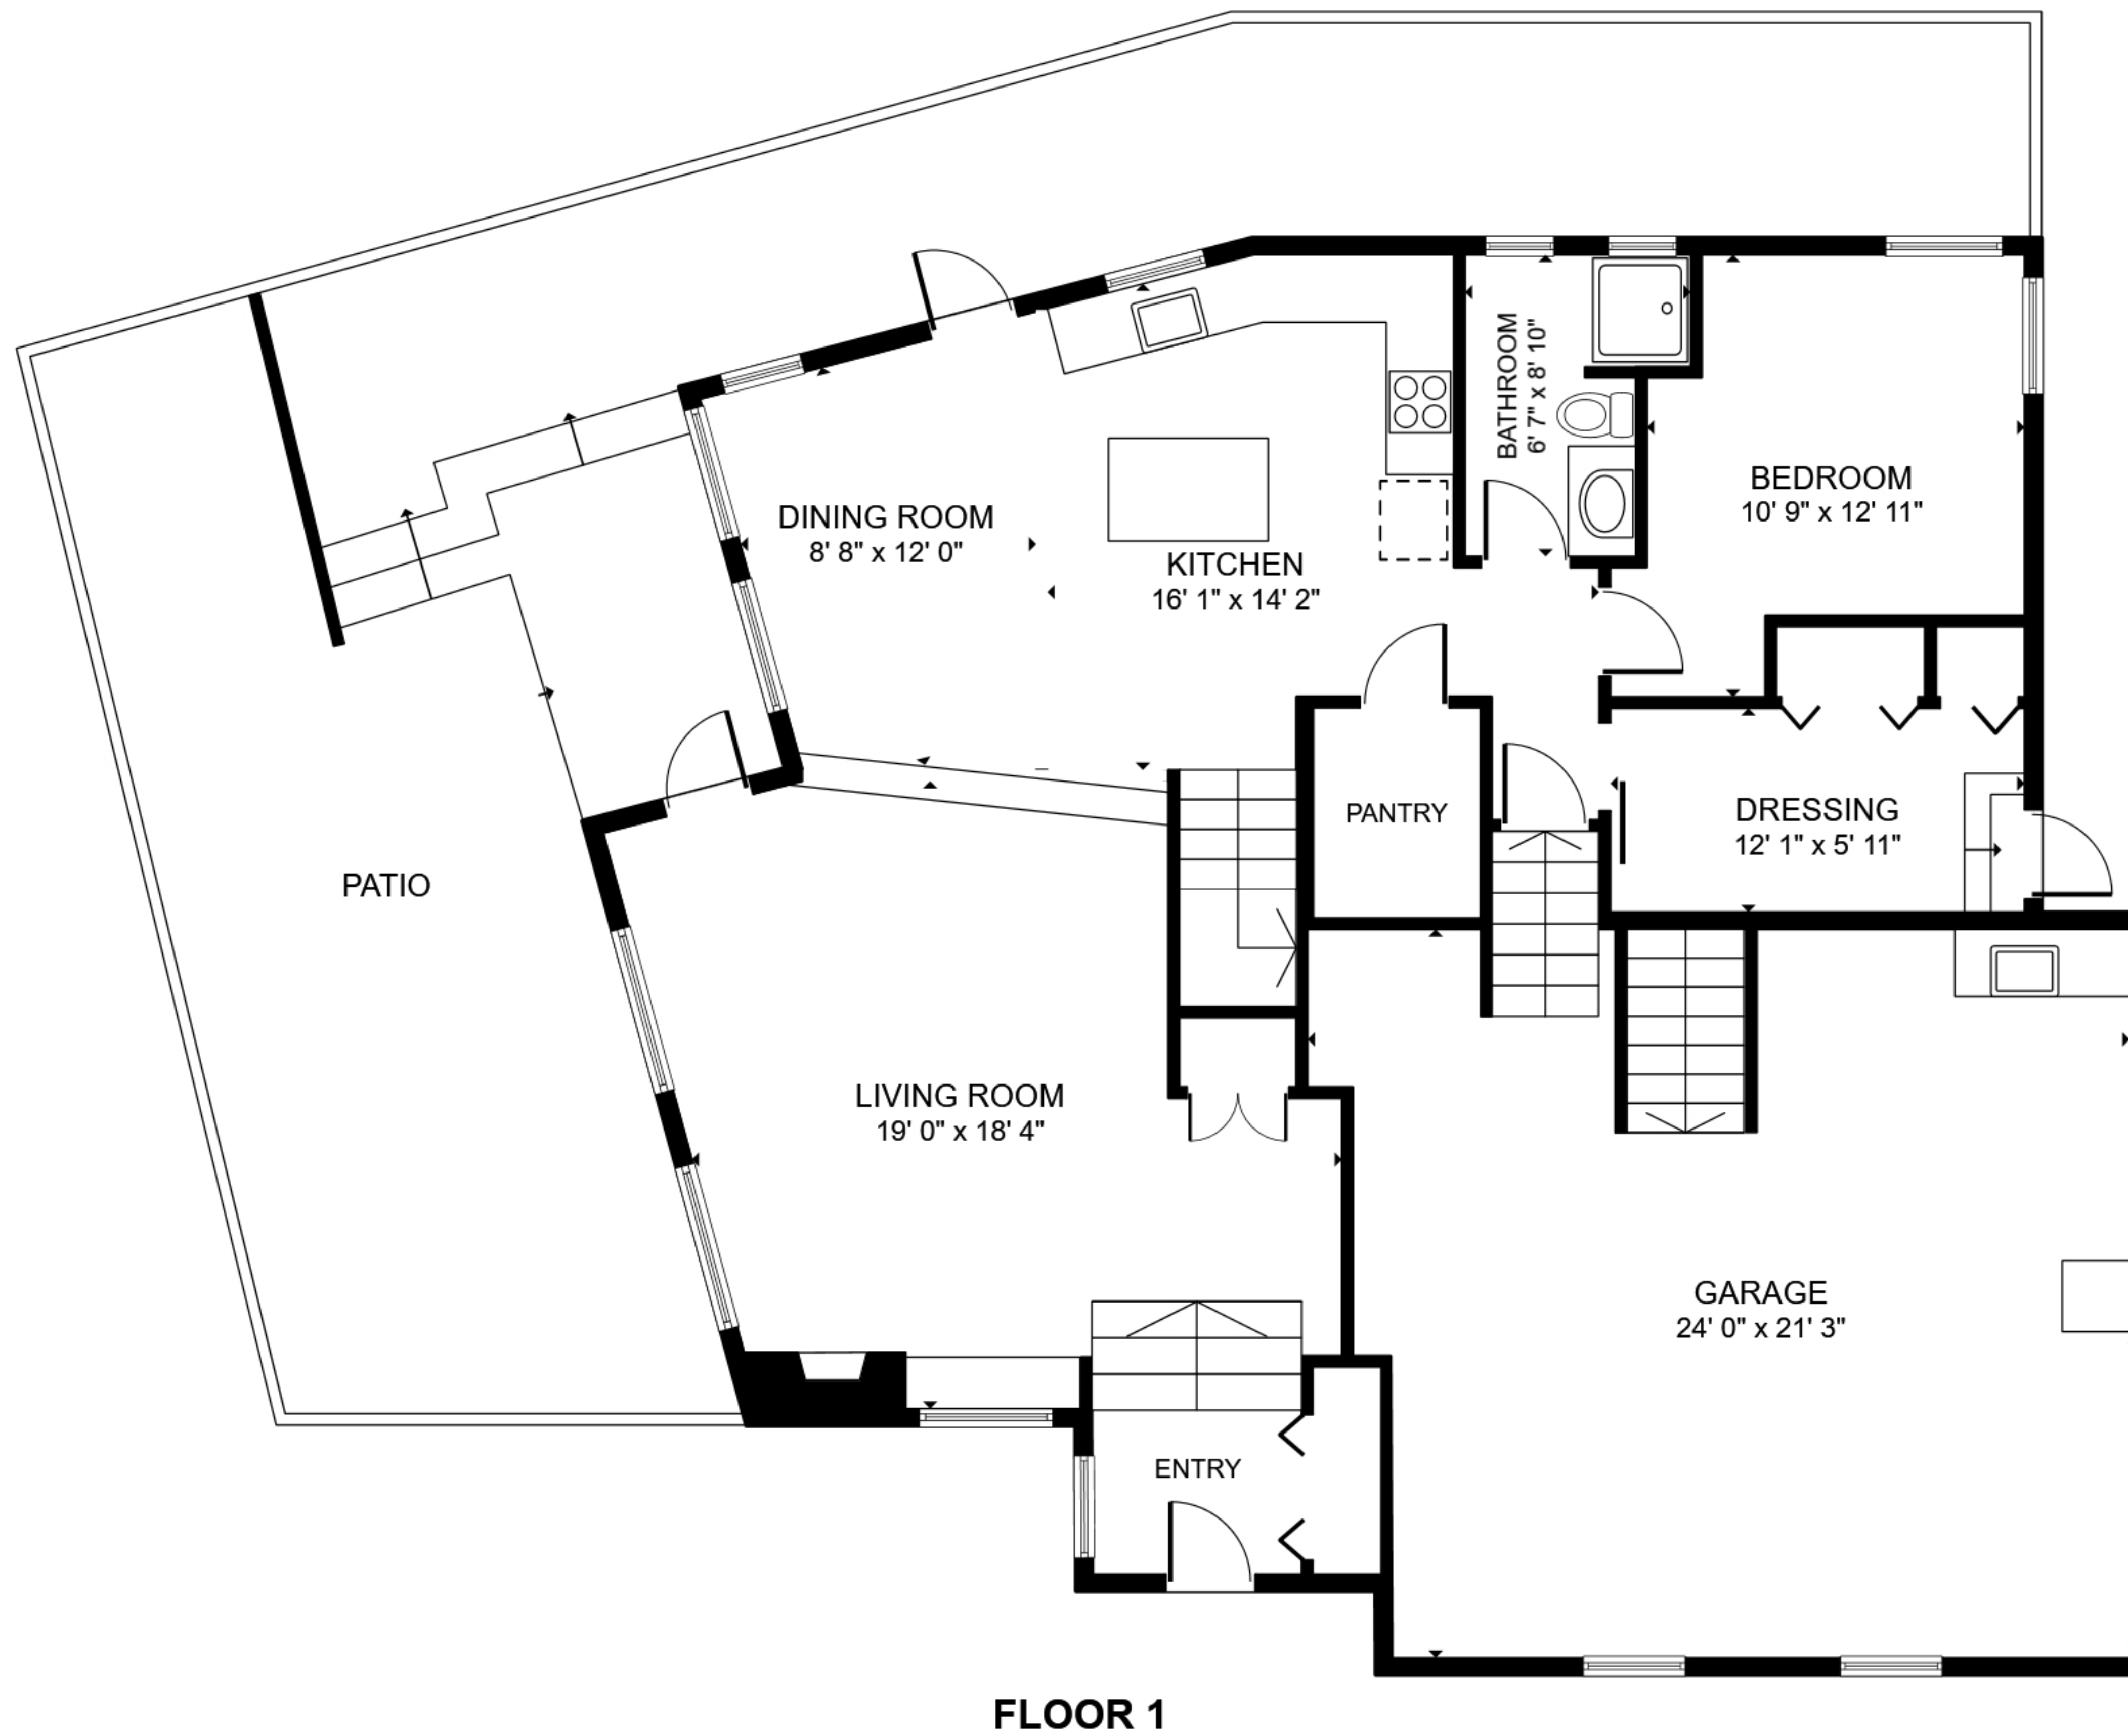 BATHROOM
6' 7" x 8' 10"
BEDROOM
10' 9" x 12' 11"
DINING ROOM
8' 8" x 12' 0"
KITCHEN
16' 1" x 14' 2"
PANTRY
DRESSING
12' 1" x 5' 11"
PATIO
LIVING ROOM
19' 0" x 18' 4"
GARAGE
24' 0" x 21' 3"
ENTRY
FLOOR 1